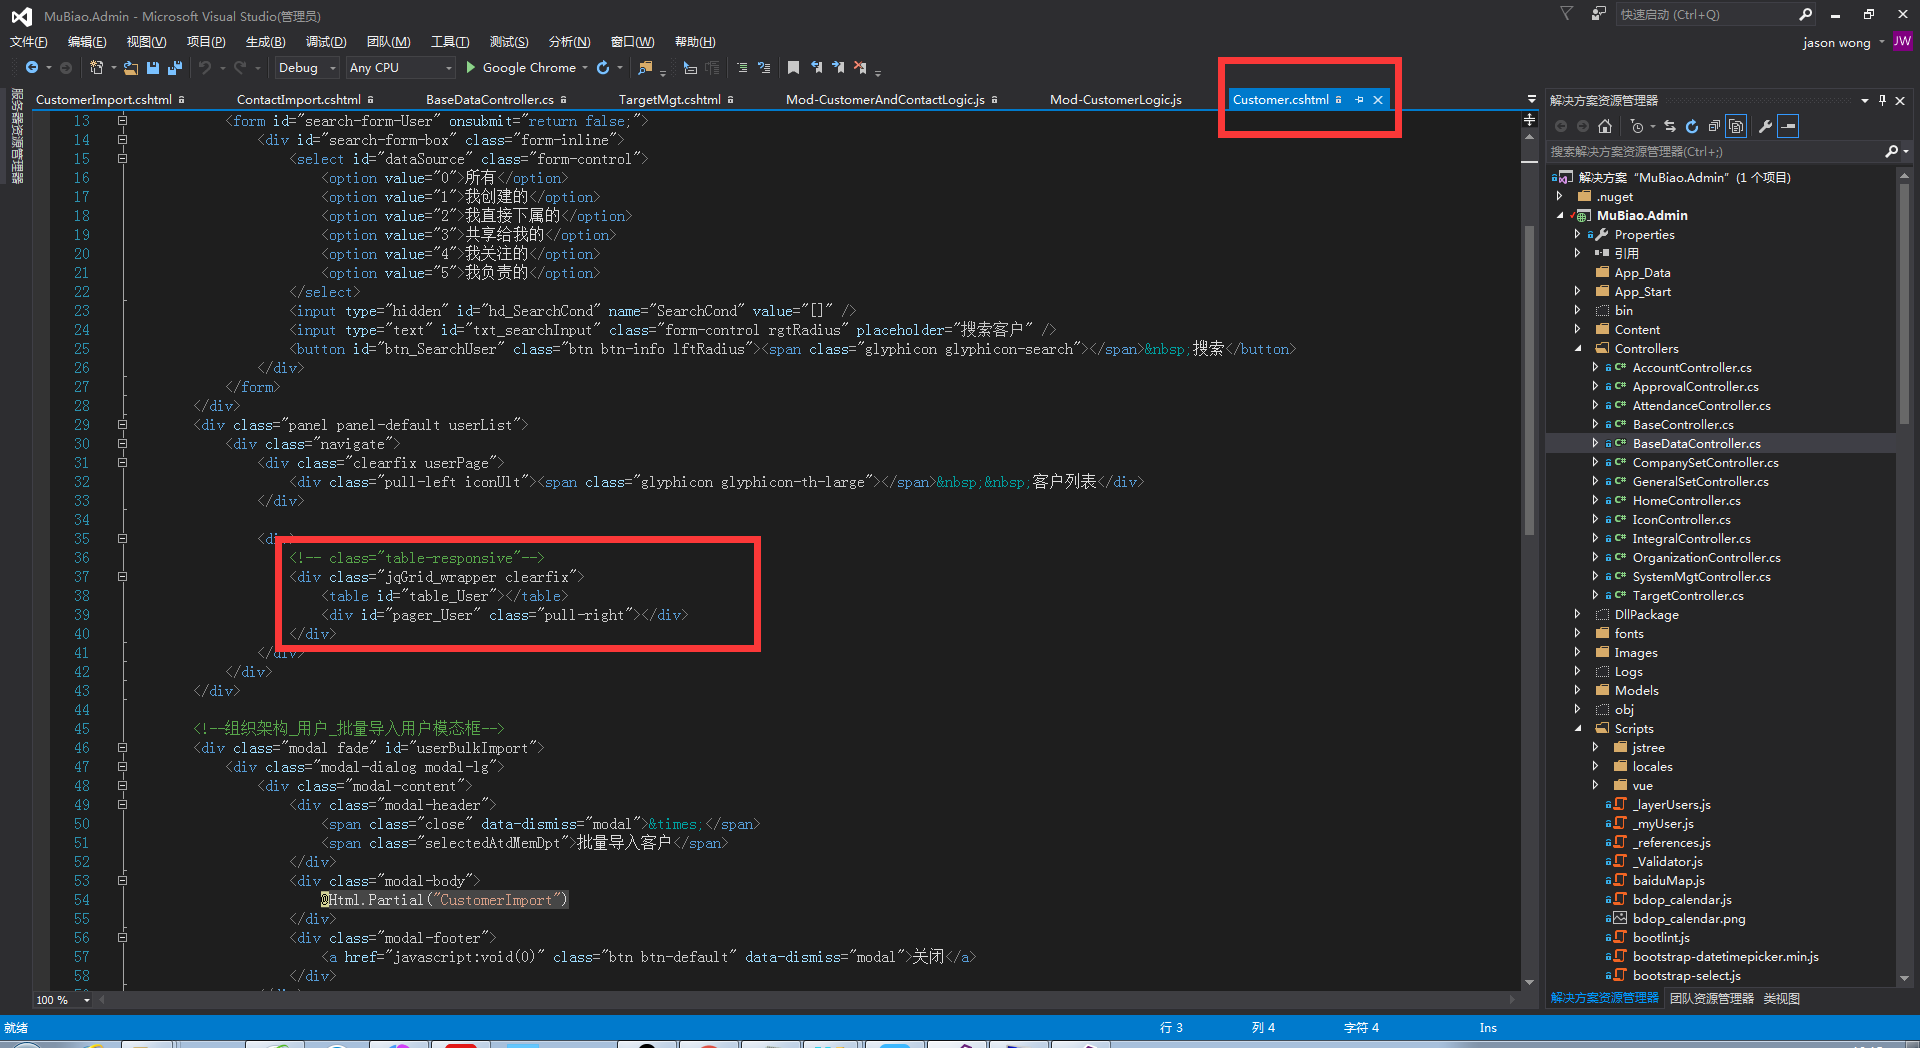 MuBiao.Admin - Microsoft Visual Studio(管理员)
快速启动 (Ctrl+Q)
文件(F) 编辑(E) 视图(V) 项目(P) 生成(B) 调试(D) 团队(M) 工具(T) 测试(S) 分析(N) 窗口(W) 帮助(H)
jason wong JW
Debug Any CPU Google Chrome
服务器资源管理器
CustomerImport.cshtml ContactImport.cshtml BaseDataController.cs TargetMgt.cshtml Mod-CustomerAndContactLogic.js Mod-CustomerLogic.js Customer.cshtml
13 <form id="search-form-User" onsubmit="return false;">
14 <div id="search-form-box" class="form-inline">
15 <select id="dataSource" class="form-control">
16 <option value="0">所有</option>
17 <option value="1">我创建的</option>
18 <option value="2">我直接下属的</option>
19 <option value="3">共享给我的</option>
20 <option value="4">我关注的</option>
21 <option value="5">我负责的</option>
22 </select>
23 <input type="hidden" id="hd_SearchCond" name="SearchCond" value="[]" />
24 <input type="text" id="txt_searchInput" class="form-control rgtRadius" placeholder="搜索客户" />
25 <button id="btn_SearchUser" class="btn btn-info lftRadius"><span class="glyphicon glyphicon-search"></span>&nbsp;搜索</button>
26 </div>
27 </form>
28 </div>
29 <div class="panel panel-default userList">
30 <div class="navigate">
31 <div class="clearfix userPage">
32 <div class="pull-left iconUlt"><span class="glyphicon glyphicon-th-large"></span>&nbsp;&nbsp;客户列表</div>
33 </div>
34
35 <div>
36 <!-- class="table-responsive"-->
37 <div class="jqGrid_wrapper clearfix">
38 <table id="table_User"></table>
39 <div id="pager_User" class="pull-right"></div>
40 </div>
41 </div>
42 </div>
43 </div>
44
45 <!--组织架构_用户_批量导入用户模态框-->
46 <div class="modal fade" id="userBulkImport">
47 <div class="modal-dialog modal-lg">
48 <div class="modal-content">
49 <div class="modal-header">
50 <span class="close" data-dismiss="modal">&times;</span>
51 <span class="selectedAtdMemDpt">批量导入客户</span>
52 </div>
53 <div class="modal-body">
54 @Html.Partial("CustomerImport")
55 </div>
56 <div class="modal-footer">
57 <a href="javascript:void(0)" class="btn btn-default" data-dismiss="modal">关闭</a>
58 </div>
100 %
解决方案资源管理器
搜索解决方案资源管理器(Ctrl+;)
解决方案 "MuBiao.Admin" (1 个项目)
.nuget
MuBiao.Admin
Properties
引用
App_Data
App_Start
bin
Content
Controllers
AccountController.cs
ApprovalController.cs
AttendanceController.cs
BaseController.cs
BaseDataController.cs
CompanySetController.cs
GeneralSetController.cs
HomeController.cs
IconController.cs
IntegralController.cs
OrganizationController.cs
SystemMgtController.cs
TargetController.cs
DllPackage
fonts
Images
Logs
Models
obj
Scripts
jstree
locales
vue
_layerUsers.js
_myUser.js
_references.js
_Validator.js
baiduMap.js
bdop_calendar.js
bdop_calendar.png
bootlint.js
bootstrap-datetimepicker.min.js
bootstrap-select.js
解决方案资源管理器 团队资源管理器 类视图
就绪 行 3 列 4 字符 4 Ins